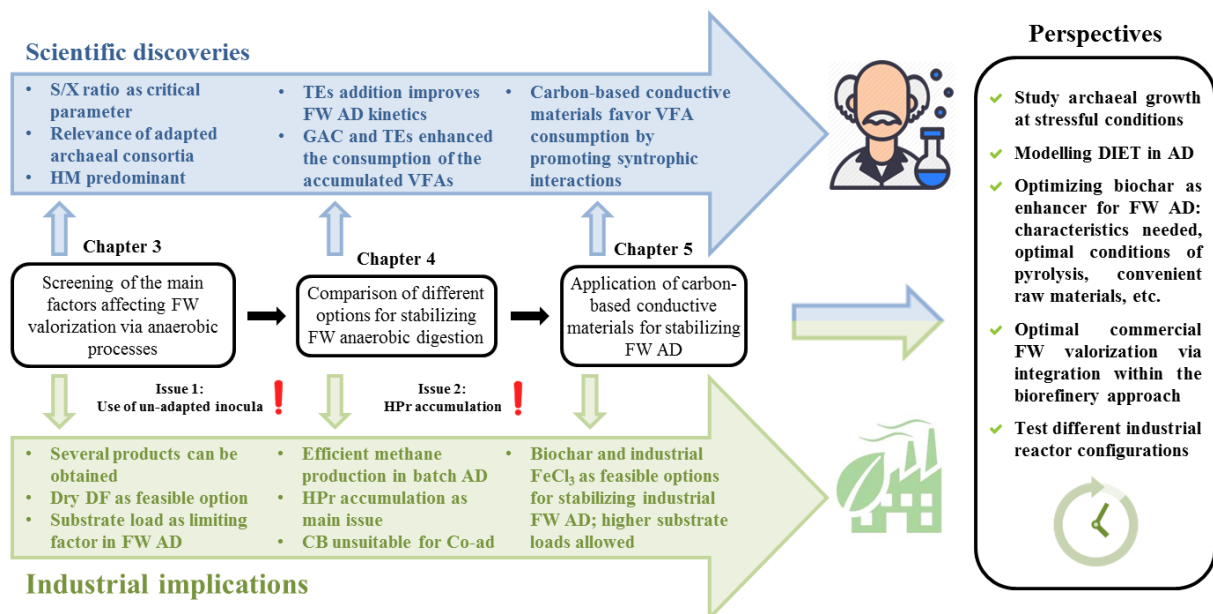 Scientific discoveries
• S/X ratio as critical
parameter
• Relevance of adapted
archaeal consortia
• HM predominant
• TEs addition improves
FW AD kinetics
• GAC and TEs enhanced
the consumption of the
accumulated VFAs
• Carbon-based conductive
materials favor VFA
consumption by
promoting syntrophic
interactions
Chapter 3
Screening of the main
factors affecting FW
valorization via anaerobic
processes
Chapter 4
Comparison of different
options for stabilizing
FW anaerobic digestion
Chapter 5
Application of carbon-
based conductive
materials for stabilizing
FW AD
Issue 1:
Use of un-adapted inocula
Issue 2:
HPr accumulation
• Several products can be
obtained
• Dry DF as feasible option
• Substrate load as limiting
factor in FW AD
• Efficient methane
production in batch AD
• HPr accumulation as
main issue
• CB unsuitable for Co-ad
• Biochar and industrial
FeCl₃ as feasible options
for stabilizing industrial
FW AD; higher substrate
loads allowed
Industrial implications
Perspectives
✓ Study archaeal growth
at stressful conditions
✓ Modelling DIET in AD
✓ Optimizing biochar as
enhancer for FW AD:
characteristics needed,
optimal conditions of
pyrolysis, convenient
raw materials, etc.
✓ Optimal commercial
FW valorization via
integration within the
biorefinery approach
✓ Test different industrial
reactor configurations